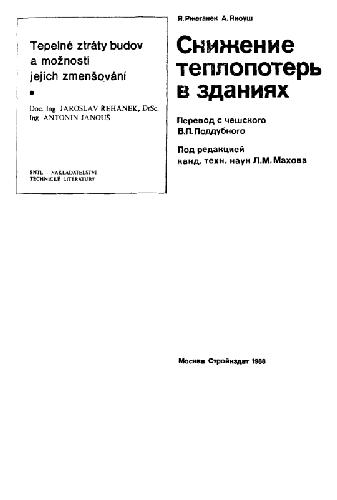 Tepelné ztráty budov
a možnosti
jejich zmenšování
Doc. Ing. JAROSLAV ŘEHÁNEK, DrSc.
Ing. ANTONÍN JANOUŠ
SNTL NAKLADATELSTVÍ
TECHNICKÉ LITERATURY
Я.Ржеганек А.Яноуш
Снижение
теплопотерь
в зданиях
Перевод с чешского
В.П.Поддубного
Под редакцией
канд. техн. наук Л.М.Махова
Москва Стройиздат 1988